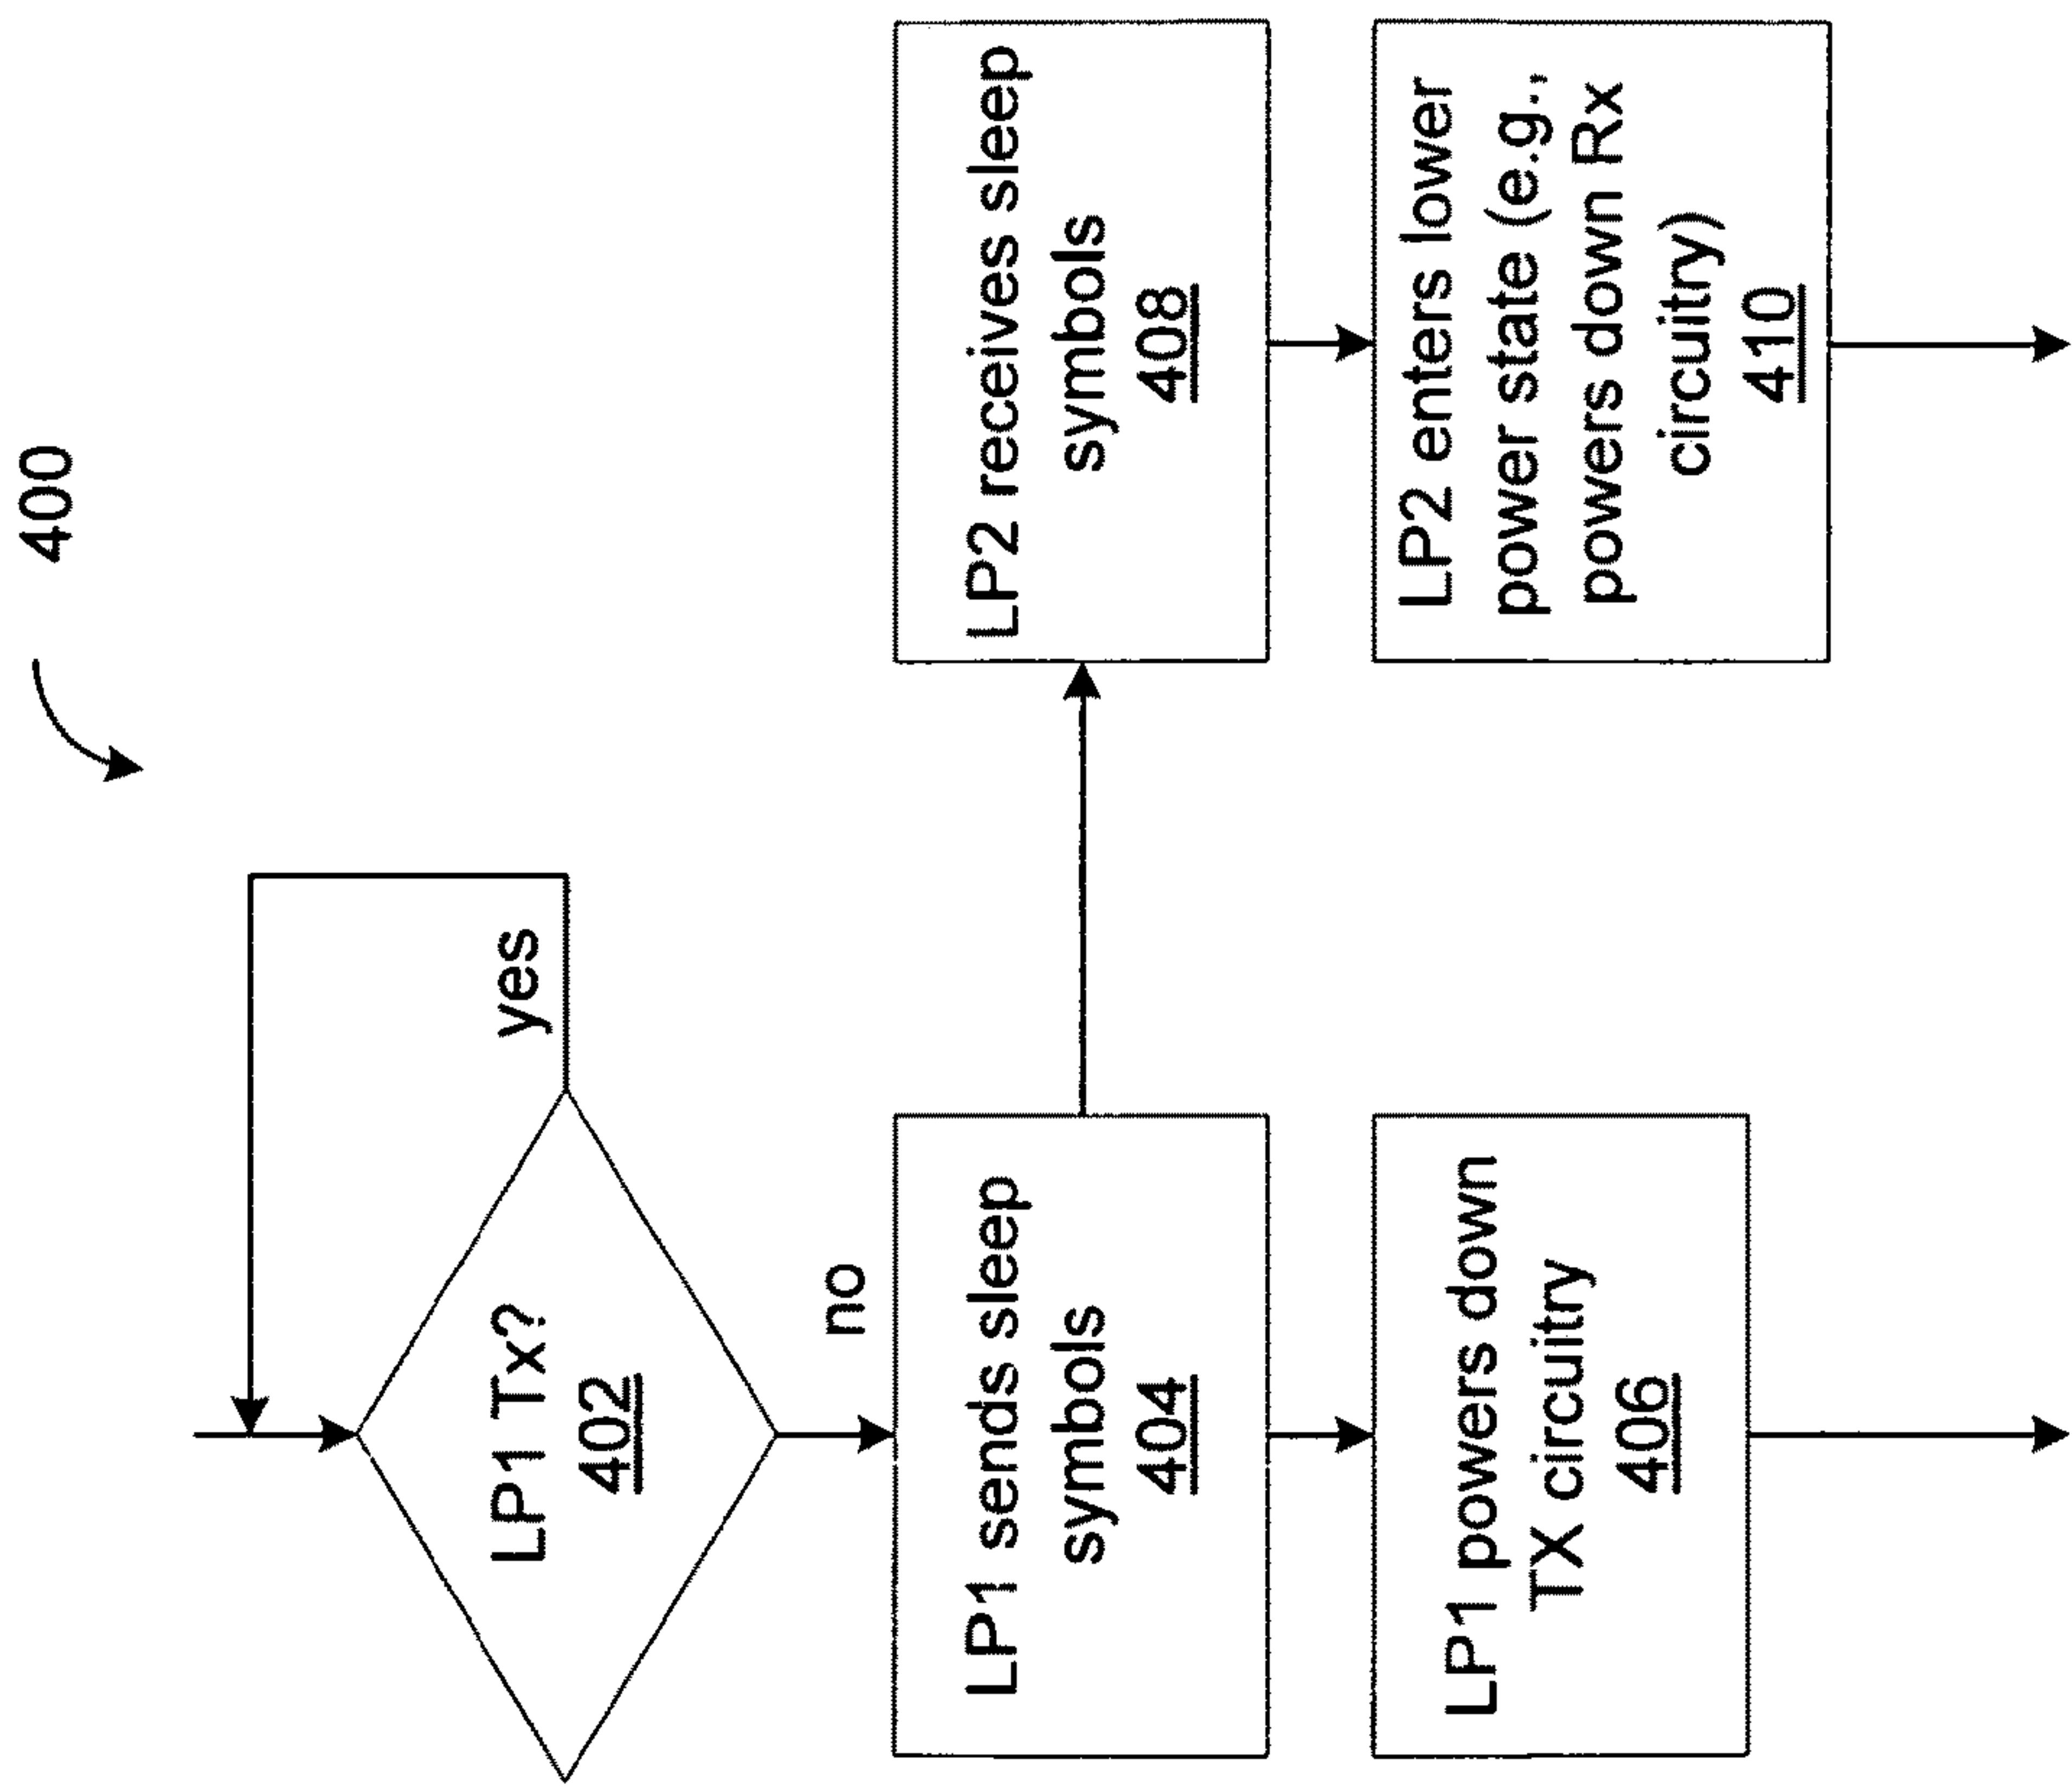 400
LP1 Tx?
402
yes
no
LP1 sends sleep
symbols
404
LP1 powers down
TX circuitry
406
LP2 receives sleep
symbols
408
LP2 enters lower
power state (e.g.,
powers down Rx
circuitry)
410